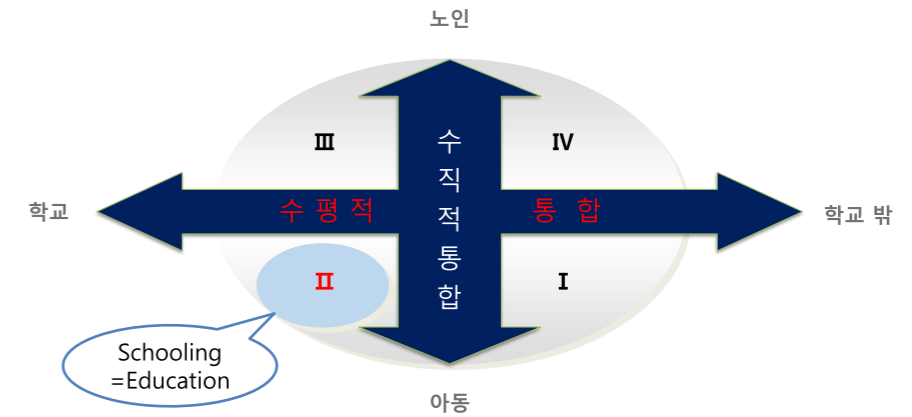 노인
Ⅲ
Ⅳ
수직적통합
학교
수 평 적 통 합
학교 밖
Ⅱ
Ⅰ
Schooling
=Education
아동